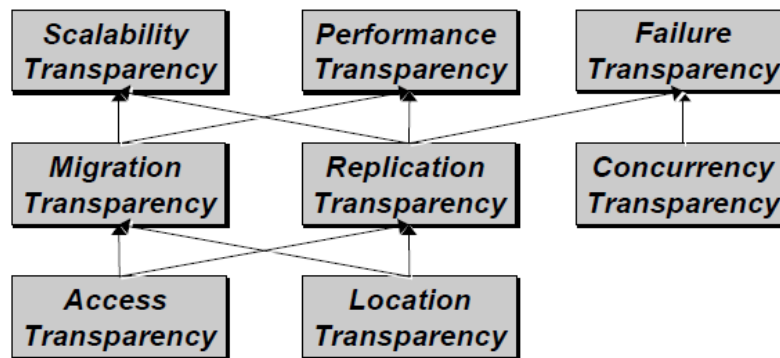 Scalability
Transparency
Performance
Transparency
Failure
Transparency
Migration
Transparency
Replication
Transparency
Concurrency
Transparency
Access
Transparency
Location
Transparency